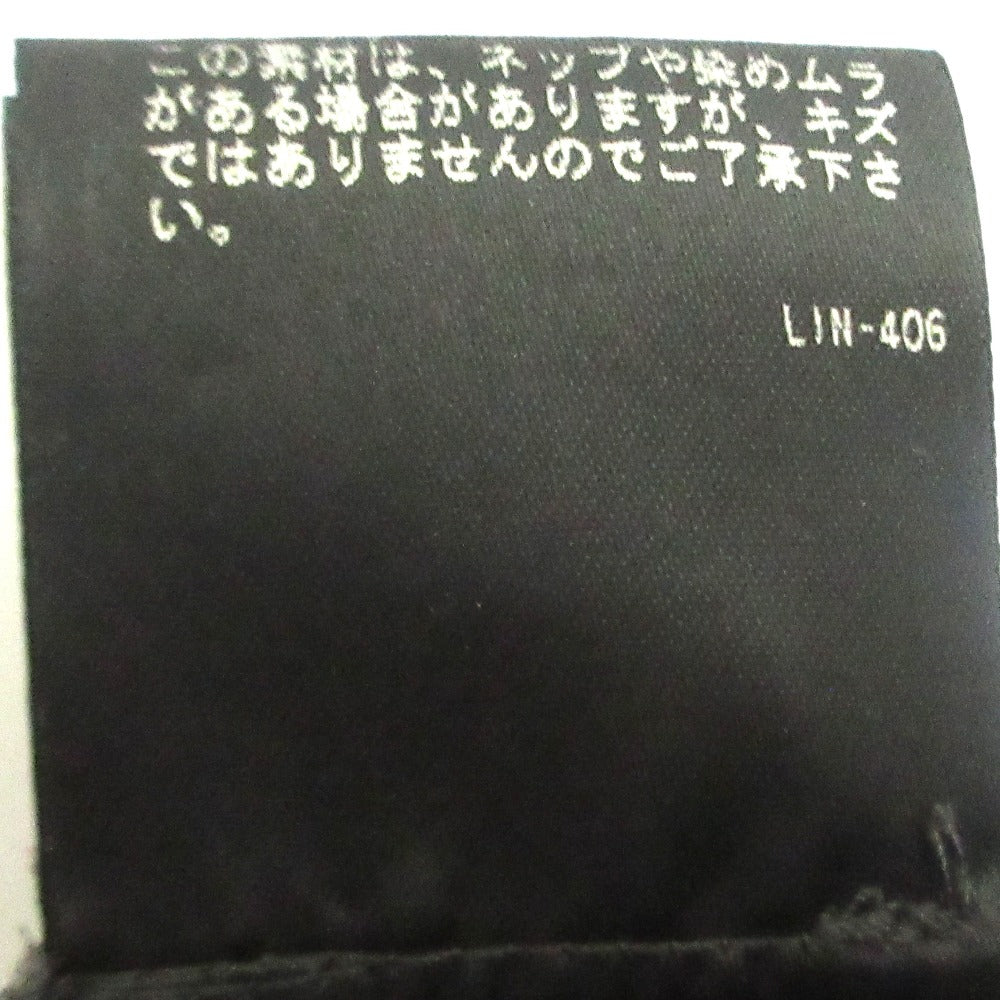 この素材は、ネップや染めムラ
がある場合がありますが、キズ
ではありませんのでご了承下さ
い。
LIN-406